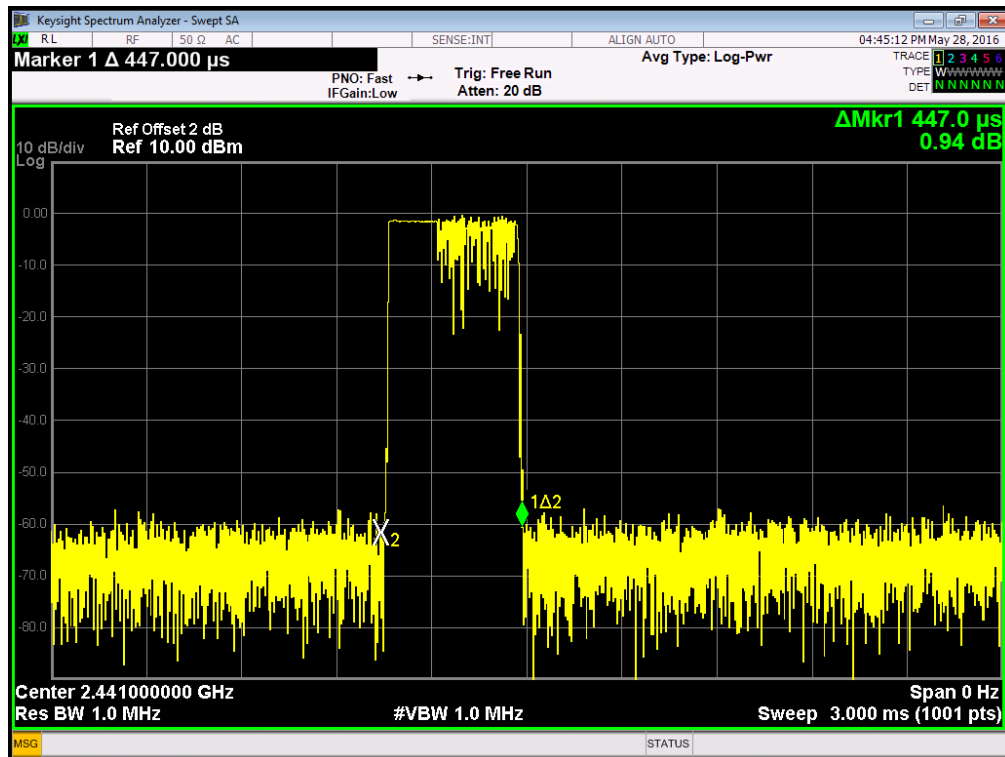 Keysight Spectrum Analyzer - Swept SA
LXI RL RF 50 Ω AC SENSE:INT ALIGN AUTO 04:45:12 PM May 28, 2016
Marker 1 Δ 447.000 µs
PNO: Fast
IFGain:Low
Trig: Free Run
Atten: 20 dB
Avg Type: Log-Pwr
TRACE 1 2 3 4 5 6
TYPE WWWWWW
DET N N N N N N
ΔMkr1 447.0 µs
0.94 dB
Ref Offset 2 dB
10 dB/div Ref 10.00 dBm
Log
0.00
-10.0
-20.0
-30.0
-40.0
-50.0
1Δ2
-60.0
X2
-70.0
-80.0
Center 2.441000000 GHz Span 0 Hz
Res BW 1.0 MHz #VBW 1.0 MHz Sweep 3.000 ms (1001 pts)
MSG STATUS